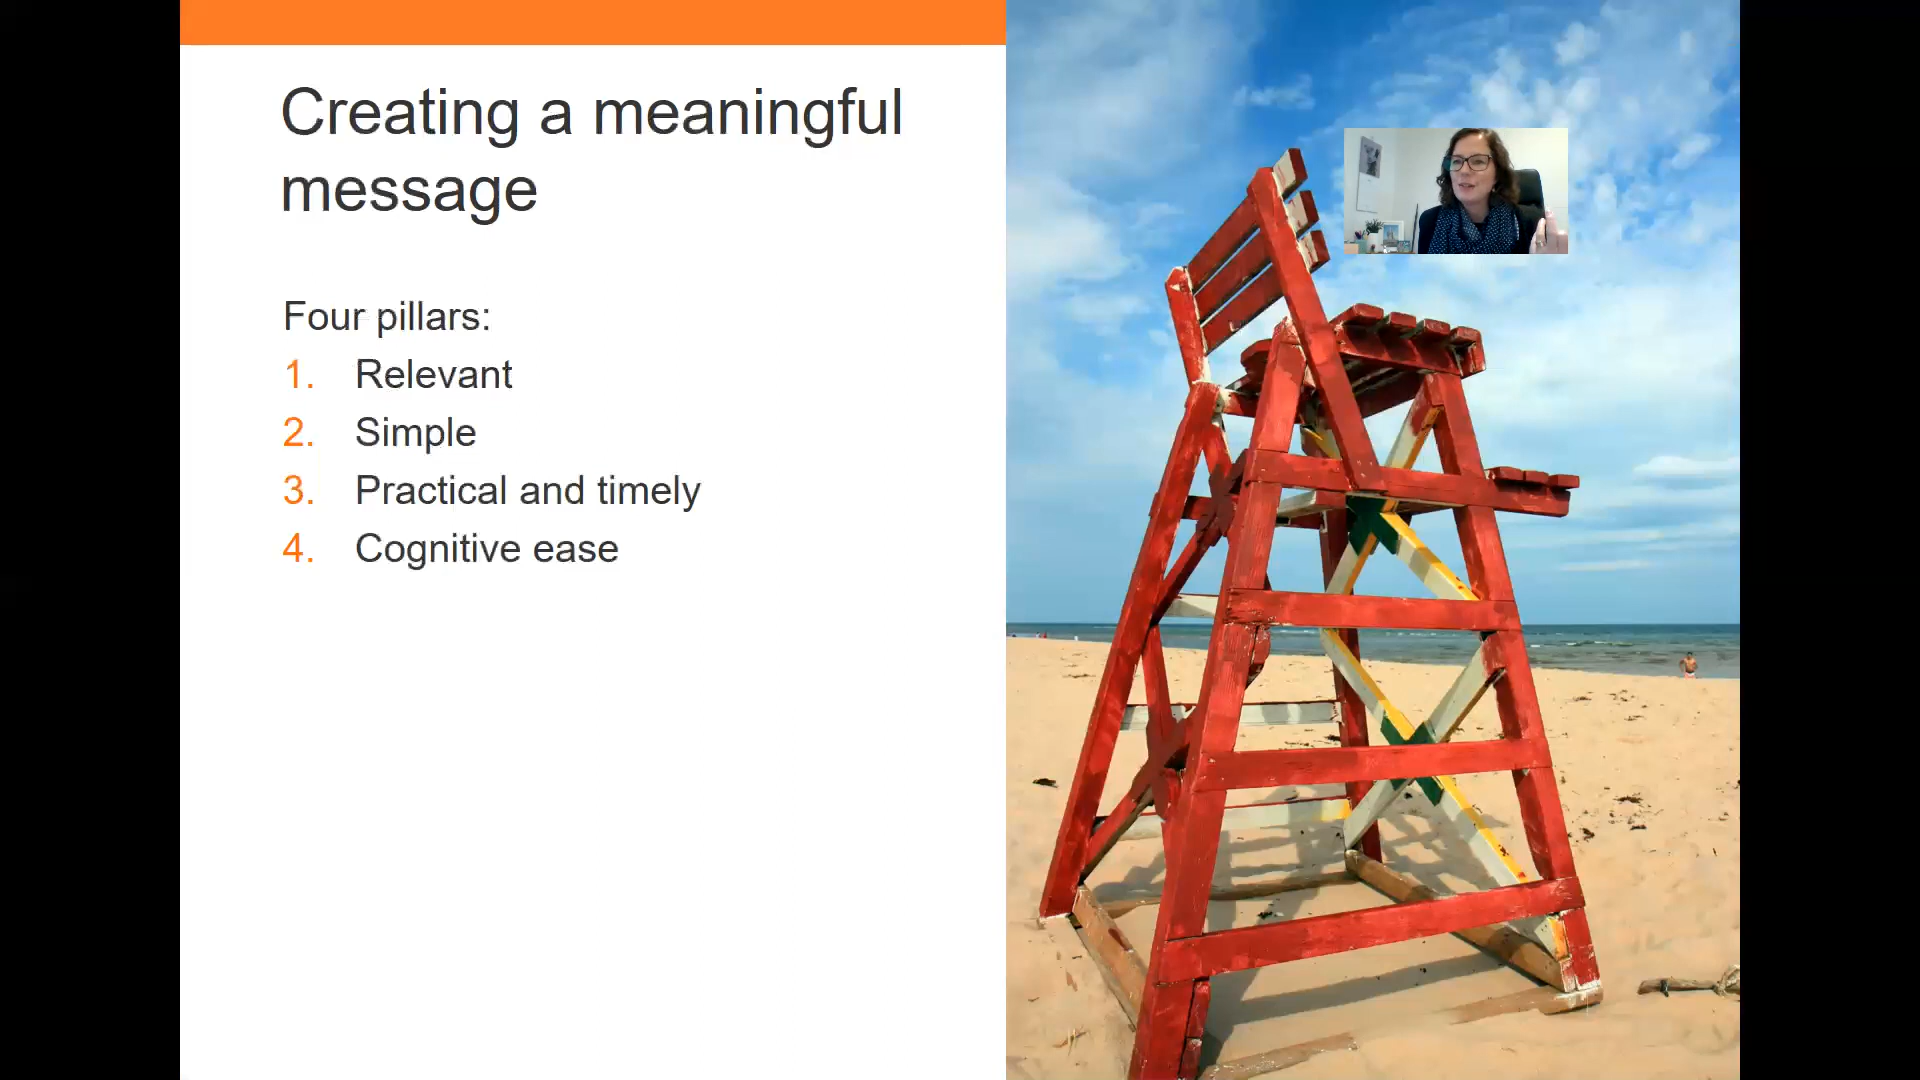 Creating a meaningful
message
Four pillars:
1. Relevant
2. Simple
3. Practical and timely
4. Cognitive ease